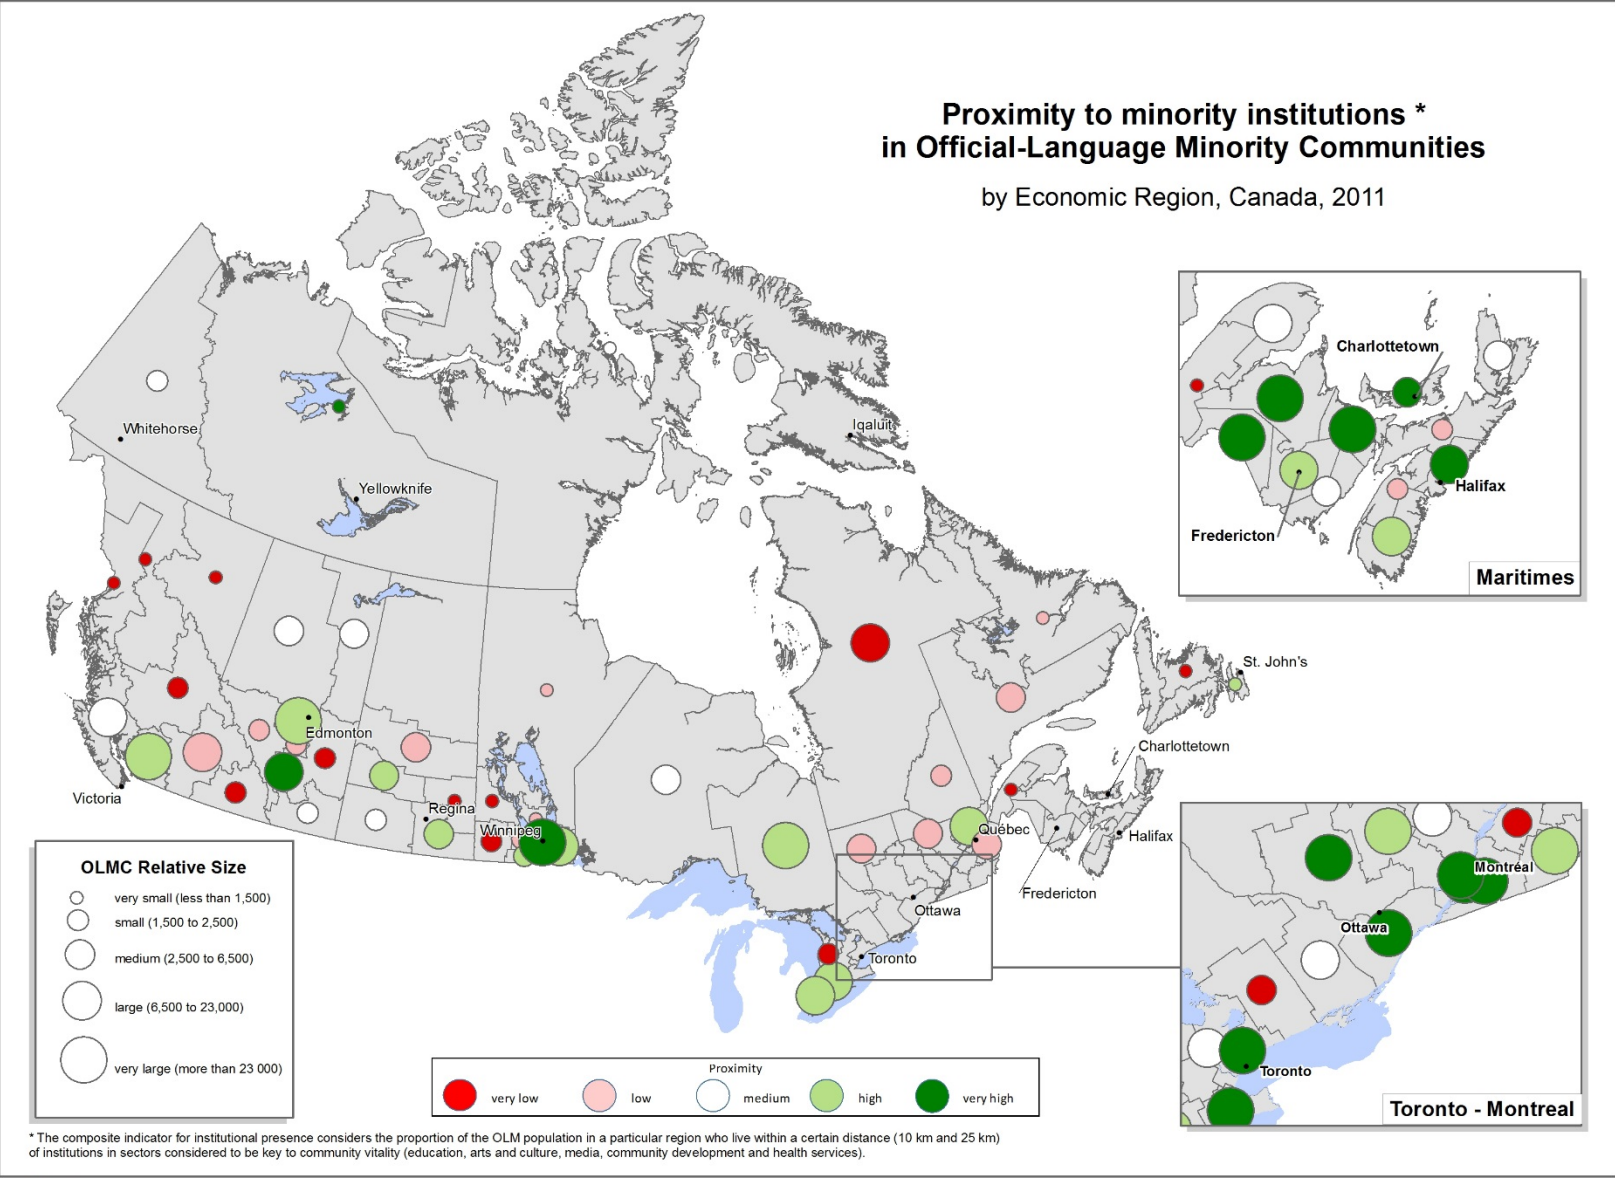 Proximity to minority institutions *
in Official-Language Minority Communities
by Economic Region, Canada, 2011
Charlottetown
Halifax
Fredericton
Maritimes
Whitehorse
Yellowknife
Iqaluit
St. John's
Edmonton
Charlottetown
Victoria
Regina
Winnipeg
Québec
Halifax
Fredericton
Ottawa
Toronto
Montréal
Ottawa
Toronto
Toronto - Montreal
OLMC Relative Size
very small (less than 1,500)
small (1,500 to 2,500)
medium (2,500 to 6,500)
large (6,500 to 23,000)
very large (more than 23 000)
Proximity
very low
low
medium
high
very high
* The composite indicator for institutional presence considers the proportion of the OLM population in a particular region who live within a certain distance (10 km and 25 km)
of institutions in sectors considered to be key to community vitality (education, arts and culture, media, community development and health services).